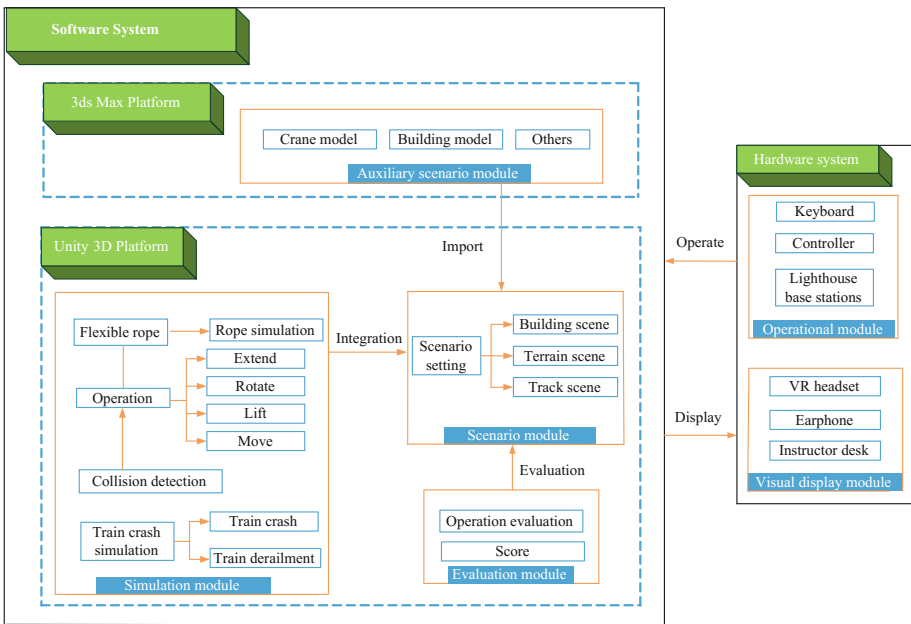 Software System
3ds Max Platform
Crane model
Building model
Others
Auxiliary scenario module
Hardware system
Keyboard
Controller
Lighthouse
base stations
Operational module
Operate
Import
Unity 3D Platform
Flexible rope
Rope simulation
Extend
Operation
Rotate
Lift
Move
Collision detection
Train crash
simulation
Train crash
Train derailment
Simulation module
Integration
Scenario
setting
Building scene
Terrain scene
Track scene
Scenario module
Evaluation
Operation evaluation
Score
Evaluation module
Display
VR headset
Earphone
Instructor desk
Visual display module